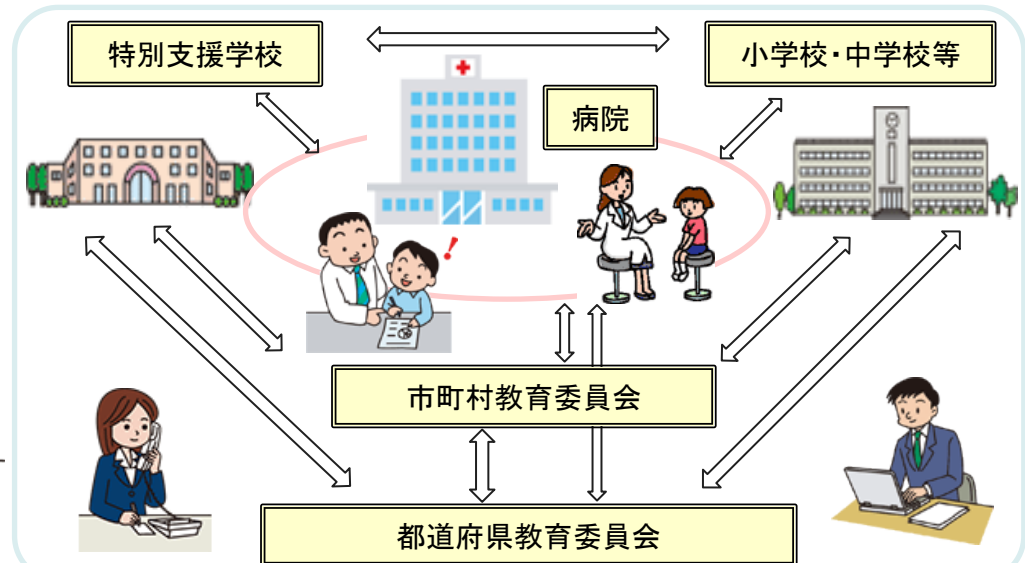 特別支援学校
小学校・中学校等
病院
市町村教育委員会
都道府県教育委員会